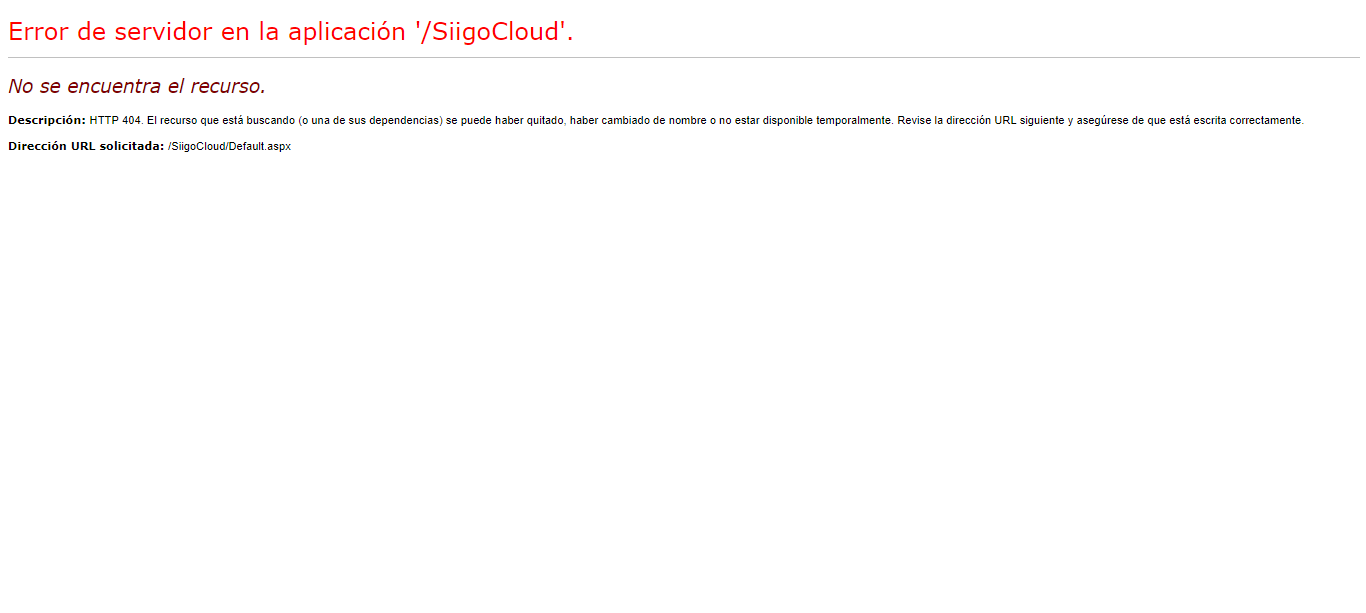 Error de servidor en la aplicación '/SiigoCloud'.
No se encuentra el recurso.
Descripción: HTTP 404. El recurso que está buscando (o una de sus dependencias) se puede haber quitado, haber cambiado de nombre o no estar disponible temporalmente. Revise la dirección URL siguiente y asegúrese de que está escrita correctamente.
Dirección URL solicitada: /SiigoCloud/Default.aspx